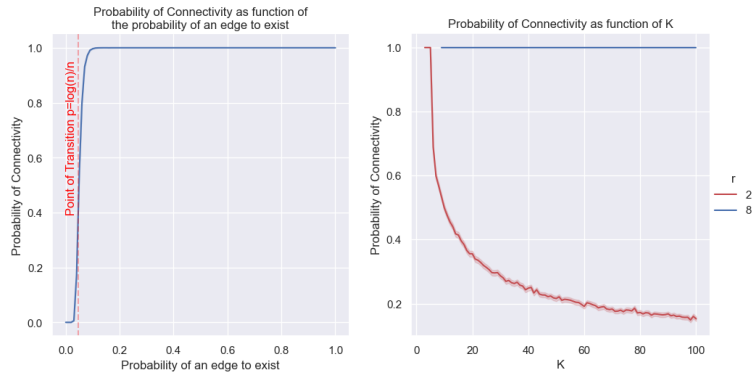 Probability of Connectivity as function of
the probability of an edge to exist
1.0
0.8
0.6
0.4
0.2
0.0
Probability of Connectivity
Point of Transition p=log(n)/n
0.0 0.2 0.4 0.6 0.8 1.0
Probability of an edge to exist
Probability of Connectivity as function of K
1.0
0.8
0.6
0.4
0.2
Probability of Connectivity
0 20 40 60 80 100
K
r
2
8